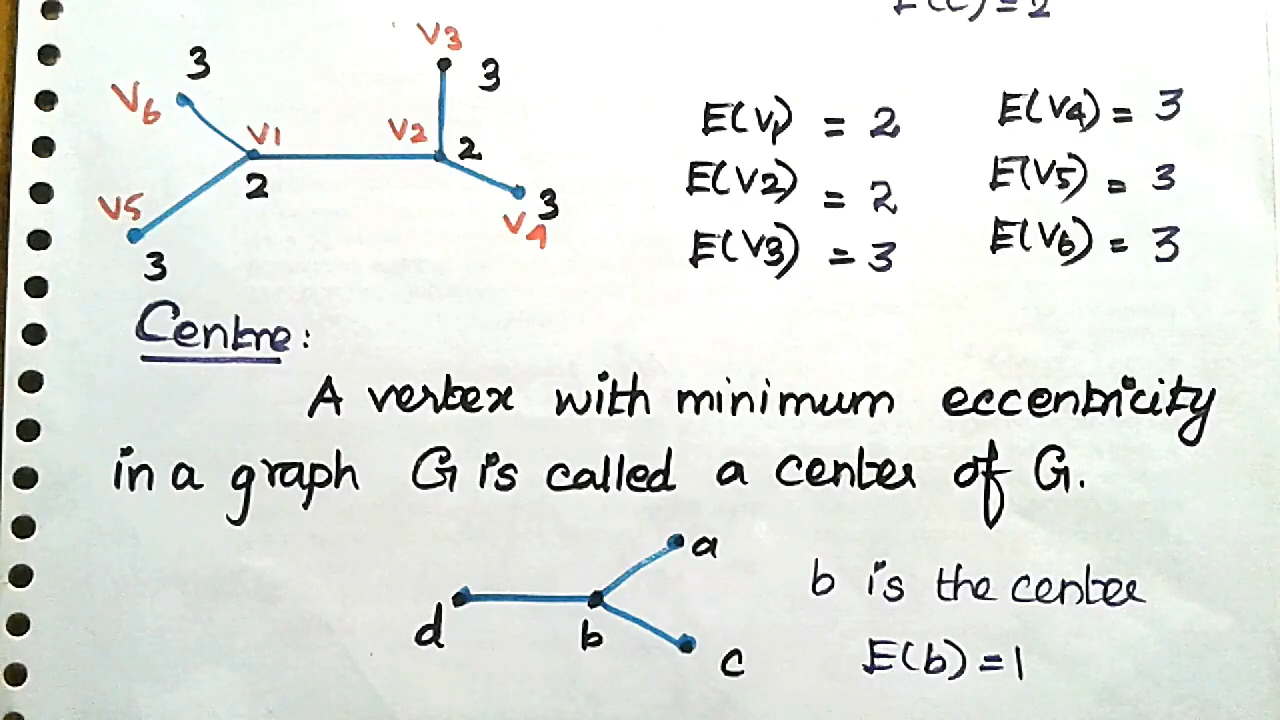 E(c) = 2
V3
3
3
V6
V1
V2
2
2
V5
3
V4
3
E(V1) = 2
E(V2) = 2
E(V3) = 3
E(V4) = 3
E(V5) = 3
E(V6) = 3
Centre:
A vertex with minimum eccentricity
in a graph G is called a center of G.
a
d
b
c
b is the center
E(b) = 1